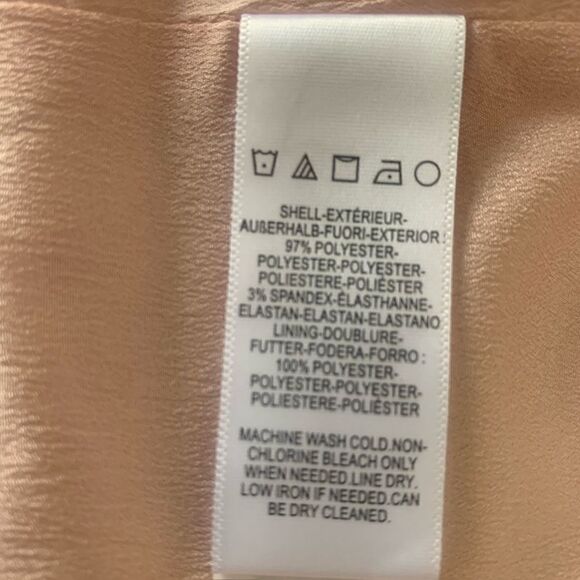 SHELL-EXTÉRIEUR-
AUßERHALB-FUORI-EXTERIOR:
97% POLYESTER-
POLYESTER-POLYESTER-
POLIESTERE-POLIÉSTER
3% SPANDEX-ÉLASTHANNE-
ELASTAN-ELASTAN-ELASTANO
LINING-DOUBLURE-
FUTTER-FODERA-FORRO :
100% POLYESTER-
POLYESTER-POLYESTER-
POLIESTERE-POLIÉSTER
MACHINE WASH COLD.NON-
CHLORINE BLEACH ONLY
WHEN NEEDED.LINE DRY.
LOW IRON IF NEEDED.CAN
BE DRY CLEANED.